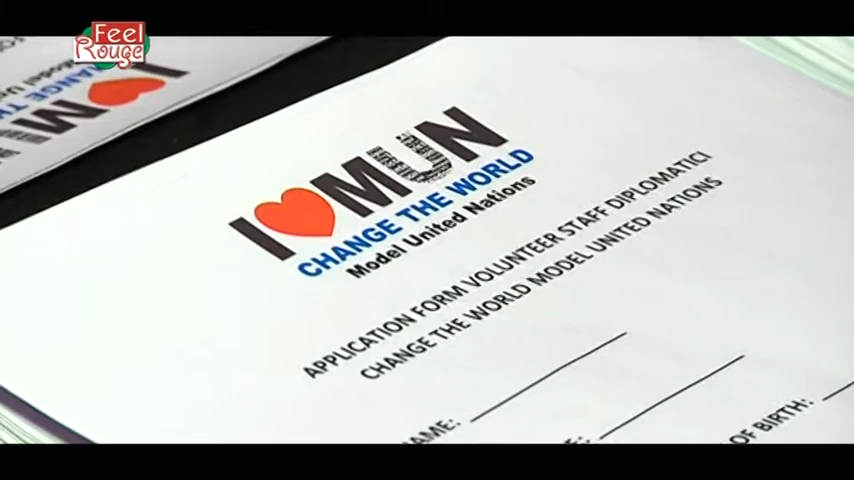 Feel
Rouge
I MUN
CHANGE THE WORLD
Model United Nations
APPLICATION FORM VOLUNTEER STAFF DIPLOMATICI
CHANGE THE WORLD MODEL UNITED NATIONS
OF BIRTH: